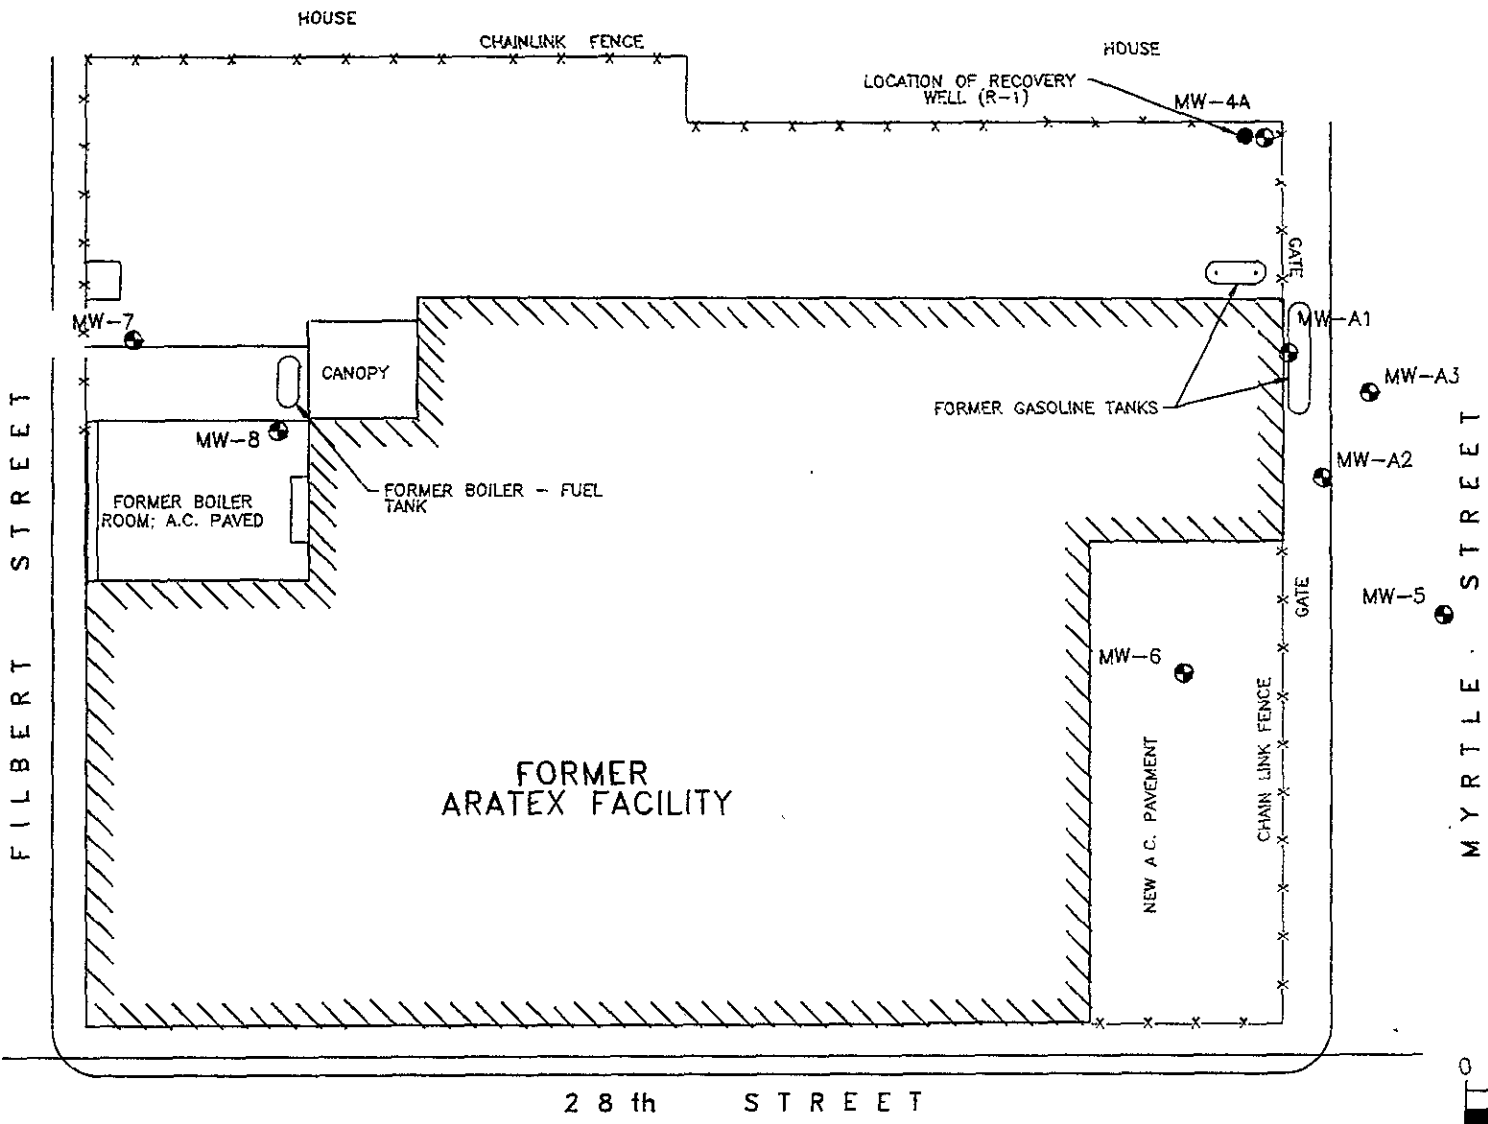 HOUSE
CHAINLINK FENCE
HOUSE
LOCATION OF RECOVERY
WELL (R-1)
MW-4A
GATE
MW-7
MW-A1
CANOPY
MW-A3
FORMER GASOLINE TANKS
MW-8
MW-A2
FORMER BOILER - FUEL
TANK
FORMER BOILER
ROOM; A.C. PAVED
GATE
MW-5
MW-6
FILBERT STREET
MYRTLE STREET
CHAIN LINK FENCE
NEW A C. PAVEMENT
FORMER
ARATEX FACILITY
28th STREET
0